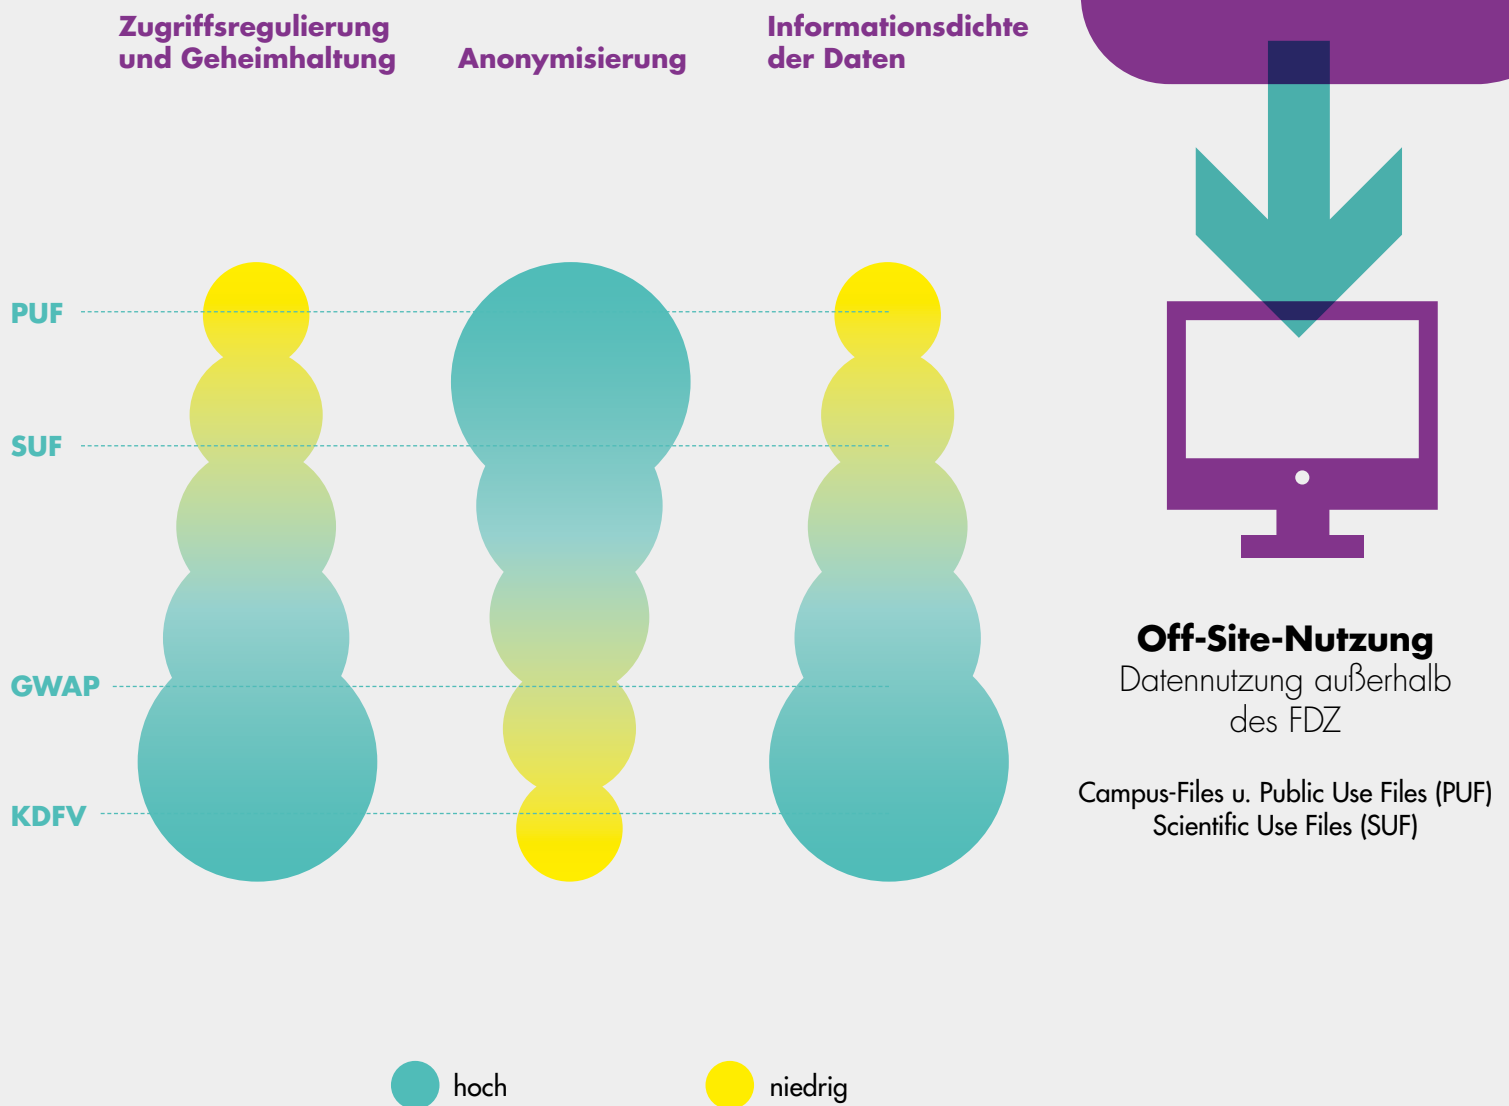 Zugriffsregulierung
und Geheimhaltung
Anonymisierung
Informationsdichte
der Daten
PUF
SUF
GWAP
KDFV
Off-Site-Nutzung
Datennutzung außerhalb
des FDZ
Campus-Files u. Public Use Files (PUF)
Scientific Use Files (SUF)
hoch
niedrig